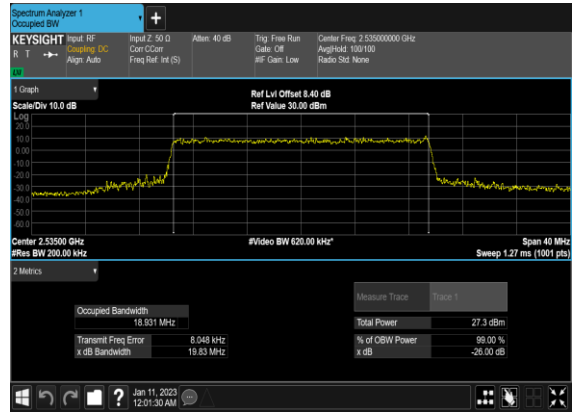 Spectrum Analyzer 1
Occupied BW
+
KEYSIGHT
R T
LW
Input: RF
Coupling: DC
Align: Auto
Input Z: 50 Ω
Corr CCorr
Freq Ref: Int (S)
Atten: 40 dB
Trig: Free Run
Gate: Off
#IF Gain: Low
Center Freq: 2.535000000 GHz
Avg|Hold: 100/100
Radio Std: None
1 Graph
Scale/Div 10.0 dB
Ref Lvl Offset 8.40 dB
Ref Value 30.00 dBm
Log
20.0
10.0
0.00
-10.0
-20.0
-30.0
-40.0
-50.0
-60.0
Center 2.53500 GHz
#Video BW 620.00 kHz*
Span 40 MHz
#Res BW 200.00 kHz
Sweep 1.27 ms (1001 pts)
2 Metrics
Measure Trace Trace 1
Occupied Bandwidth
18.931 MHz
Total Power 27.3 dBm
Transmit Freq Error 8.048 kHz
% of OBW Power 99.00 %
x dB Bandwidth 19.83 MHz
x dB -26.00 dB
?
Jan 11, 2023
12:01:30 AM